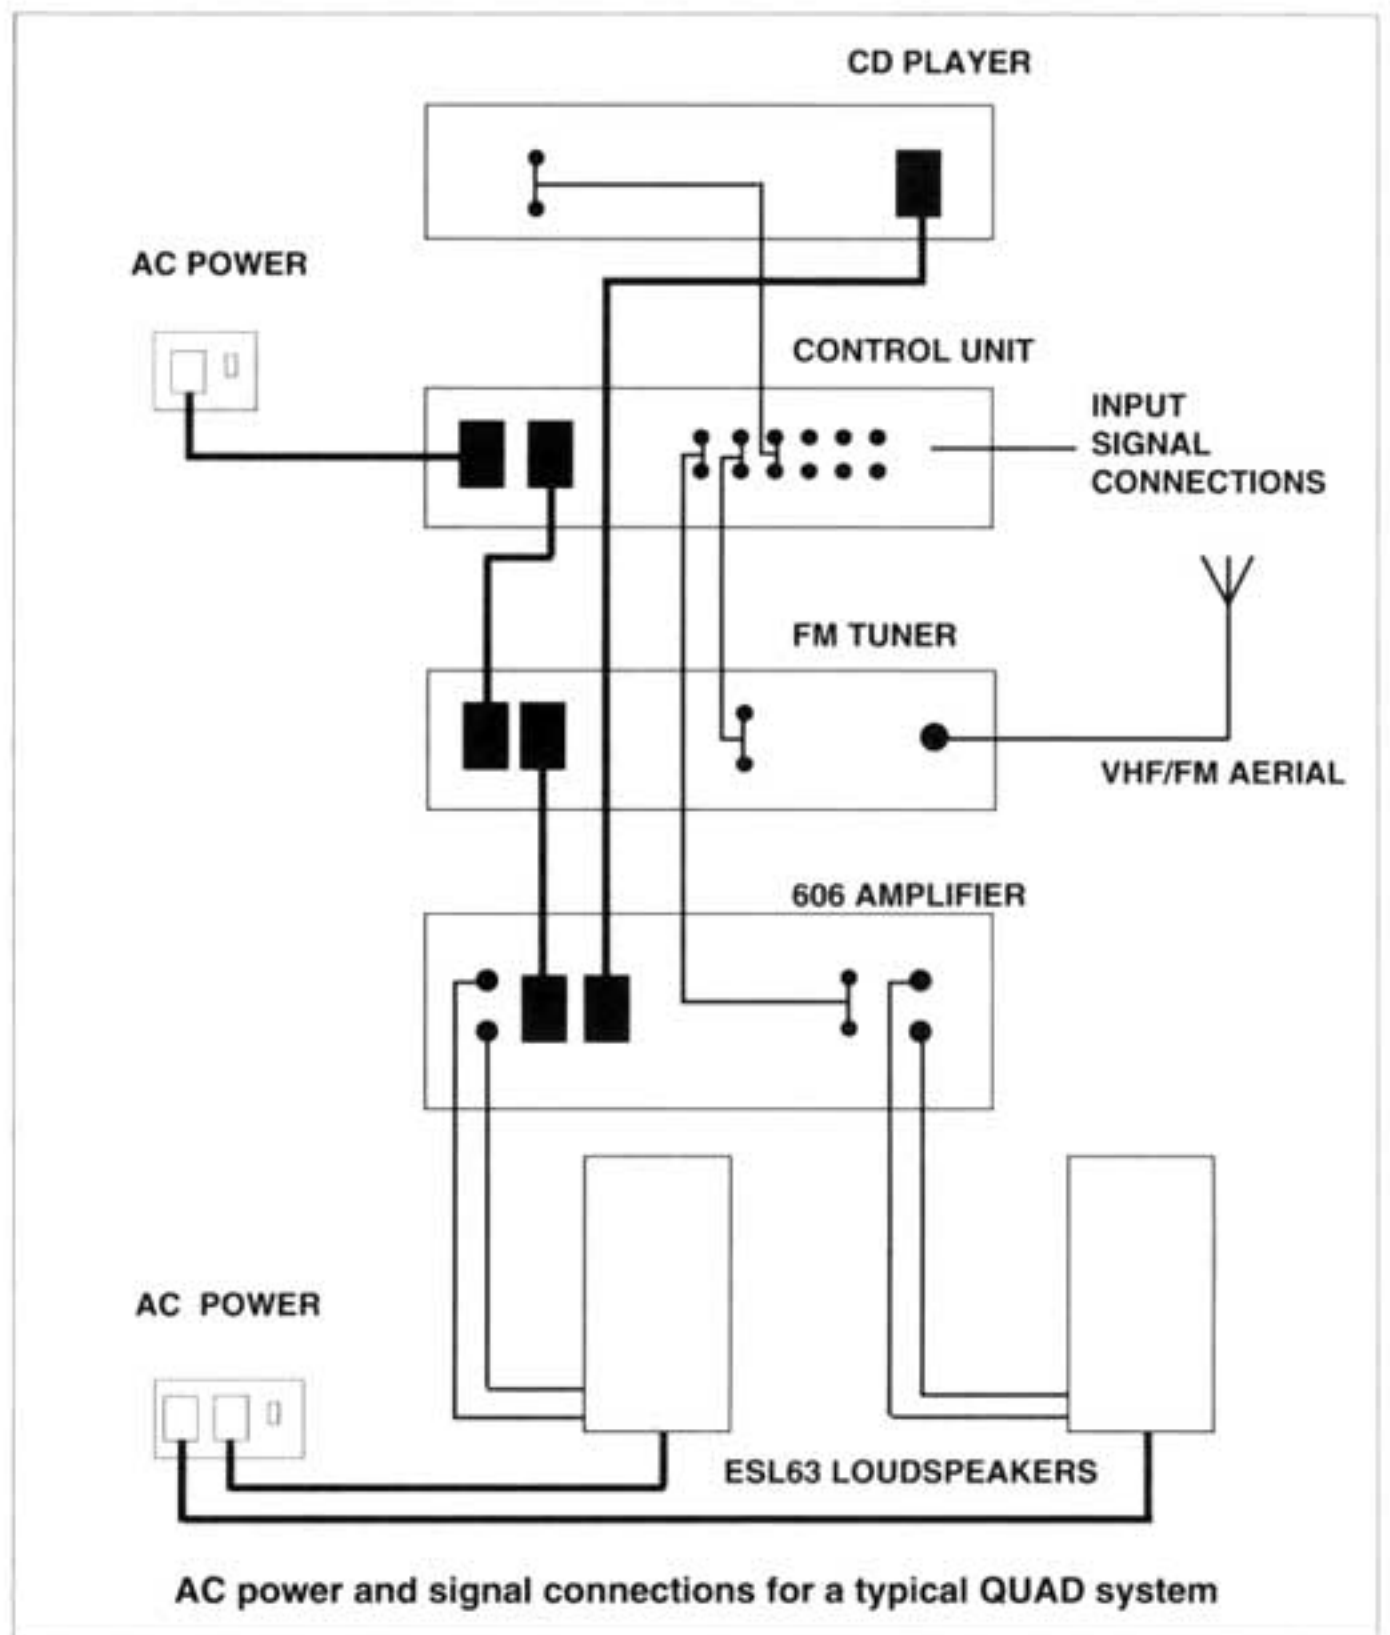 CD PLAYER
AC POWER
CONTROL UNIT
INPUT
SIGNAL
CONNECTIONS
FM TUNER
VHF/FM AERIAL
606 AMPLIFIER
AC POWER
ESL63 LOUDSPEAKERS
AC power and signal connections for a typical QUAD system